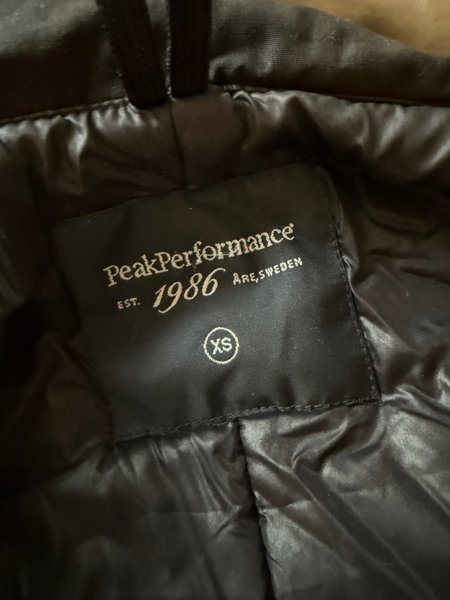 PeakPerformance®
EST. 1986 ÅRE, SWEDEN
XS